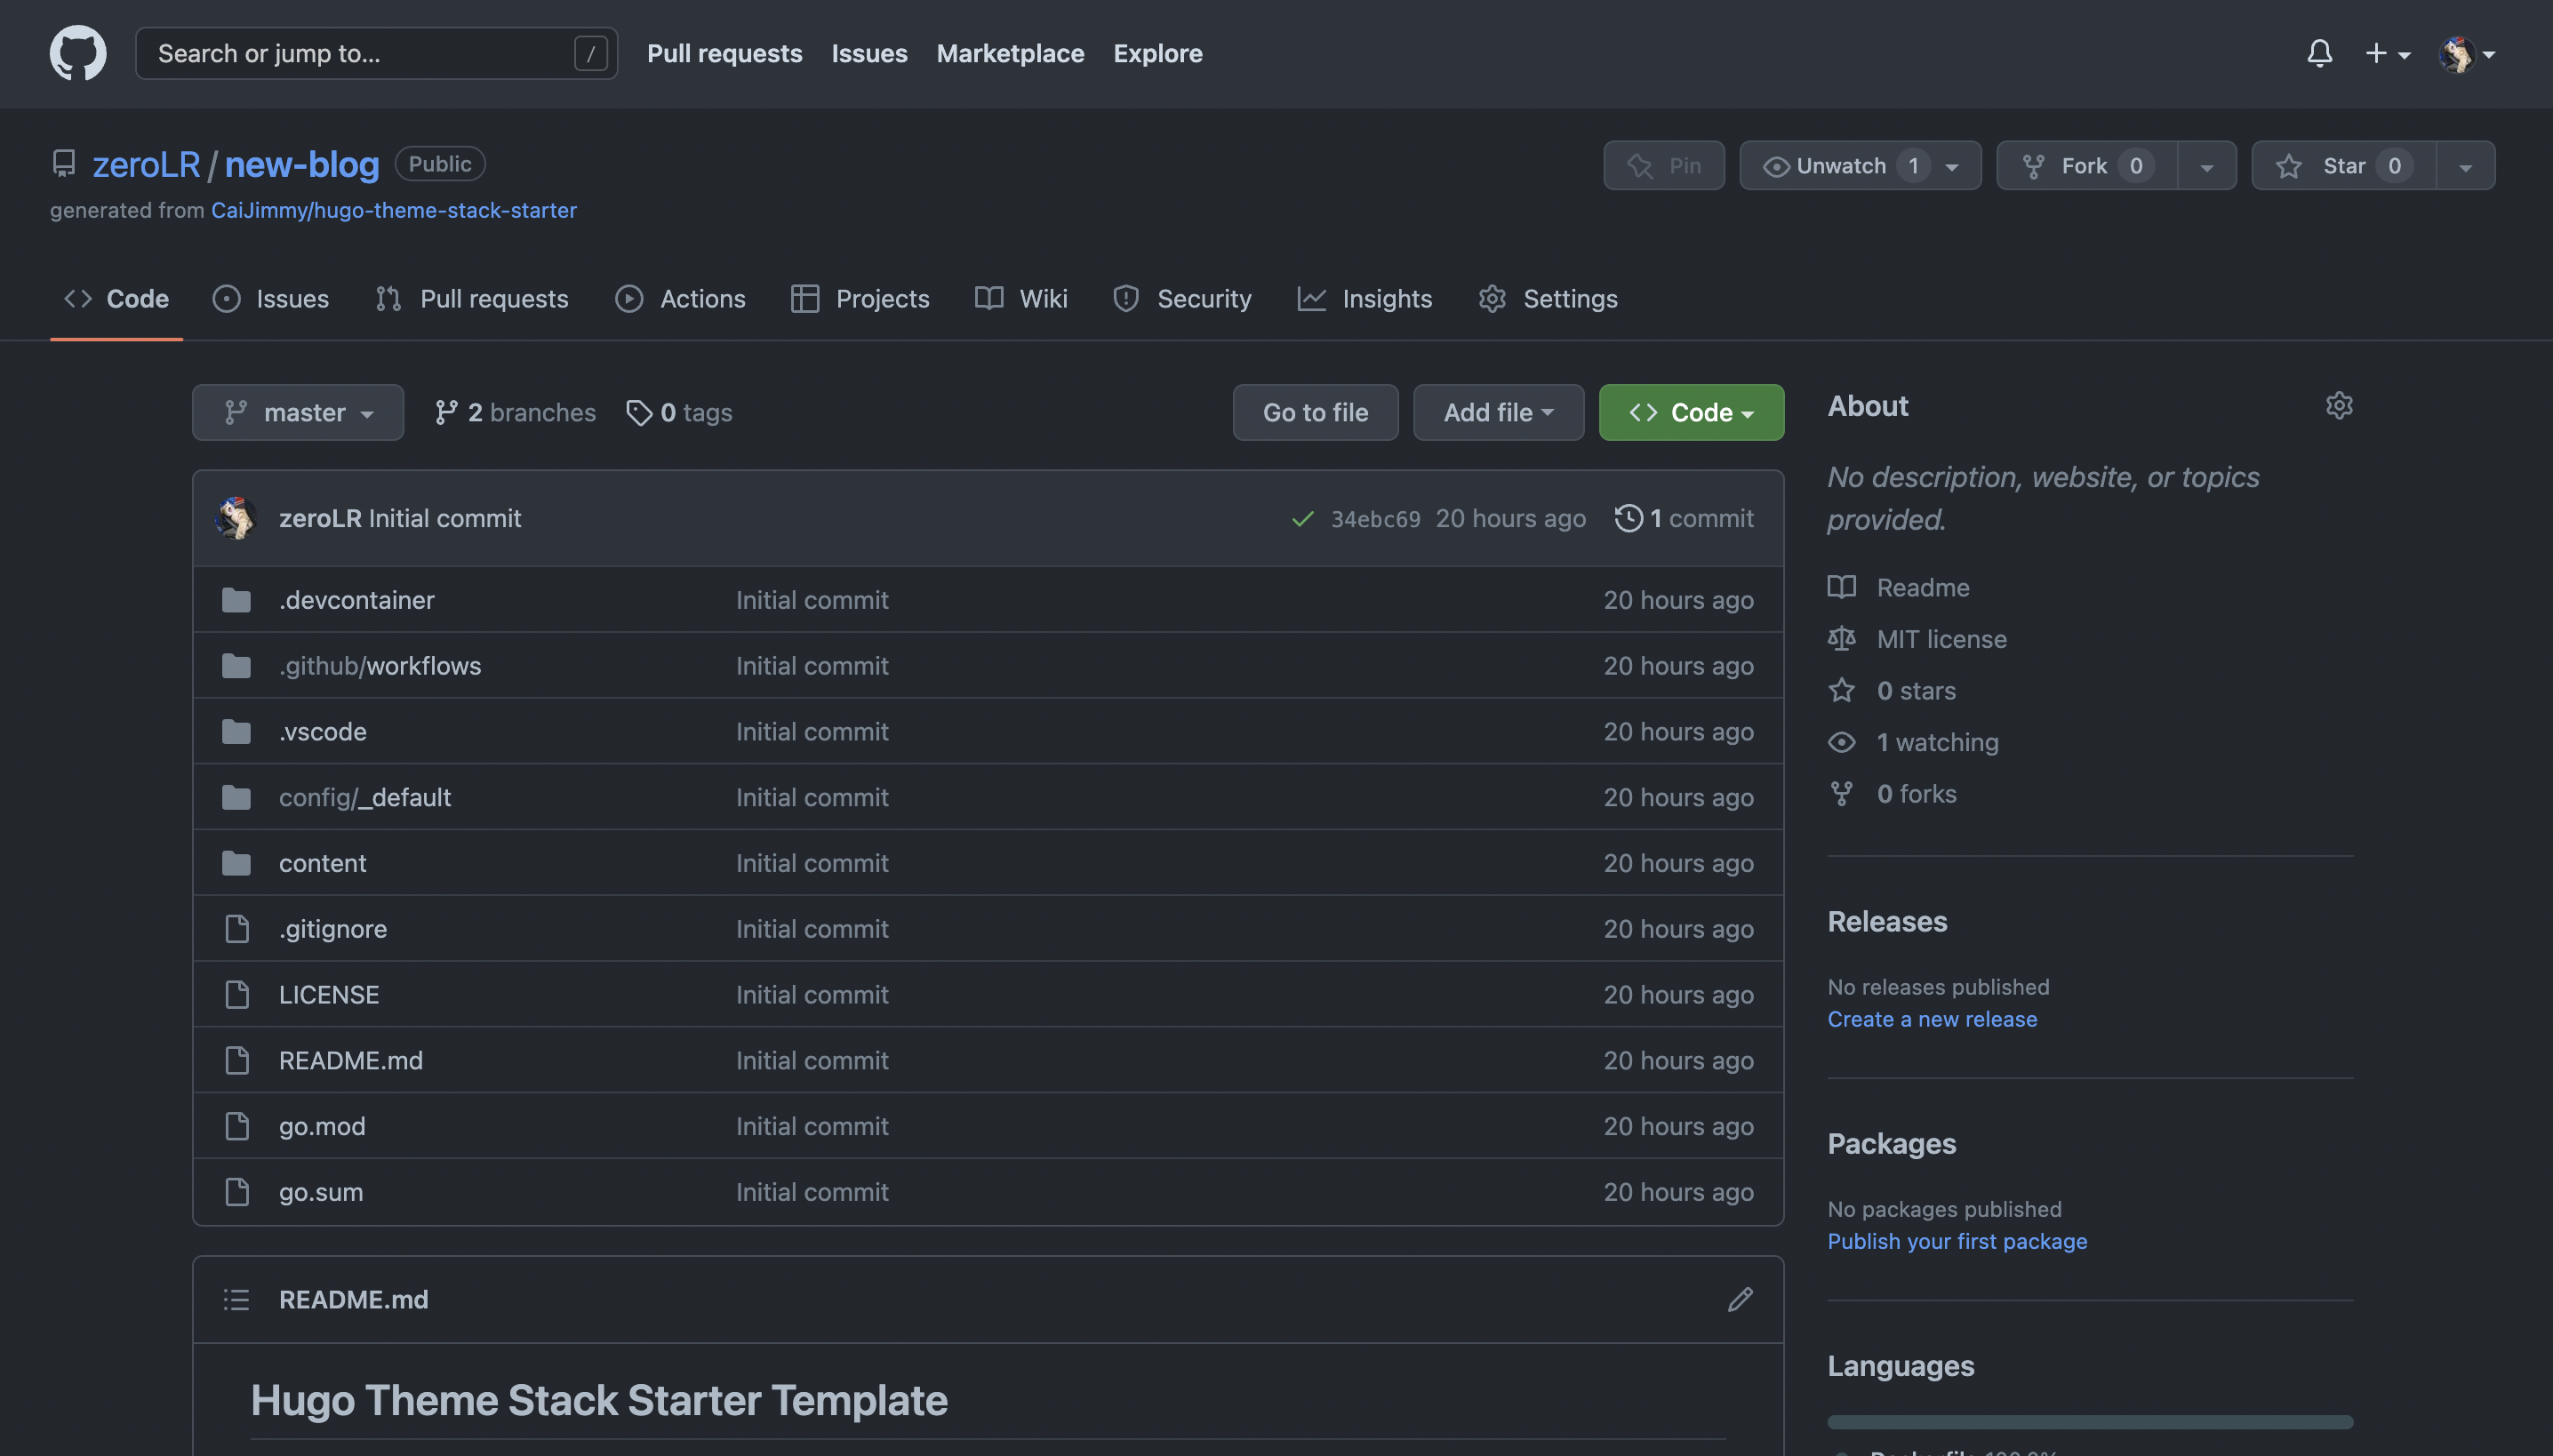 Search or jump to... /
Pull requests Issues Marketplace Explore
zeroLR / new-blog Public
generated from CaiJimmy/hugo-theme-stack-starter
Pin Unwatch 1 Fork 0 Star 0
Code Issues Pull requests Actions Projects Wiki Security Insights Settings
master 2 branches 0 tags
Go to file Add file Code
zeroLR Initial commit 34ebc69 20 hours ago 1 commit
.devcontainer Initial commit 20 hours ago
.github/workflows Initial commit 20 hours ago
.vscode Initial commit 20 hours ago
config/_default Initial commit 20 hours ago
content Initial commit 20 hours ago
.gitignore Initial commit 20 hours ago
LICENSE Initial commit 20 hours ago
README.md Initial commit 20 hours ago
go.mod Initial commit 20 hours ago
go.sum Initial commit 20 hours ago
README.md
Hugo Theme Stack Starter Template
About
No description, website, or topics
provided.
Readme
MIT license
0 stars
1 watching
0 forks
Releases
No releases published
Create a new release
Packages
No packages published
Publish your first package
Languages
Dockerfile 100.0%